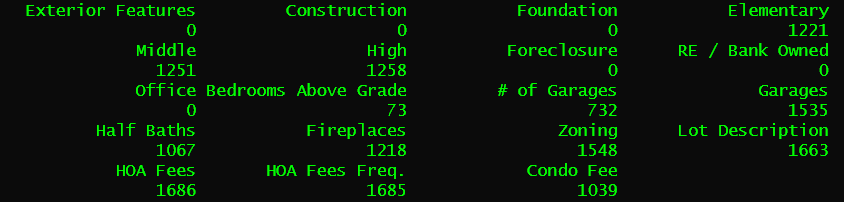 Exterior Features Construction Foundation Elementary
0 0 0 1221
Middle High Foreclosure RE / Bank Owned
1251 1258 0 0
Office Bedrooms Above Grade # of Garages Garages
0 73 732 1535
Half Baths Fireplaces Zoning Lot Description
1067 1218 1548 1663
HOA Fees HOA Fees Freq. Condo Fee
1686 1685 1039